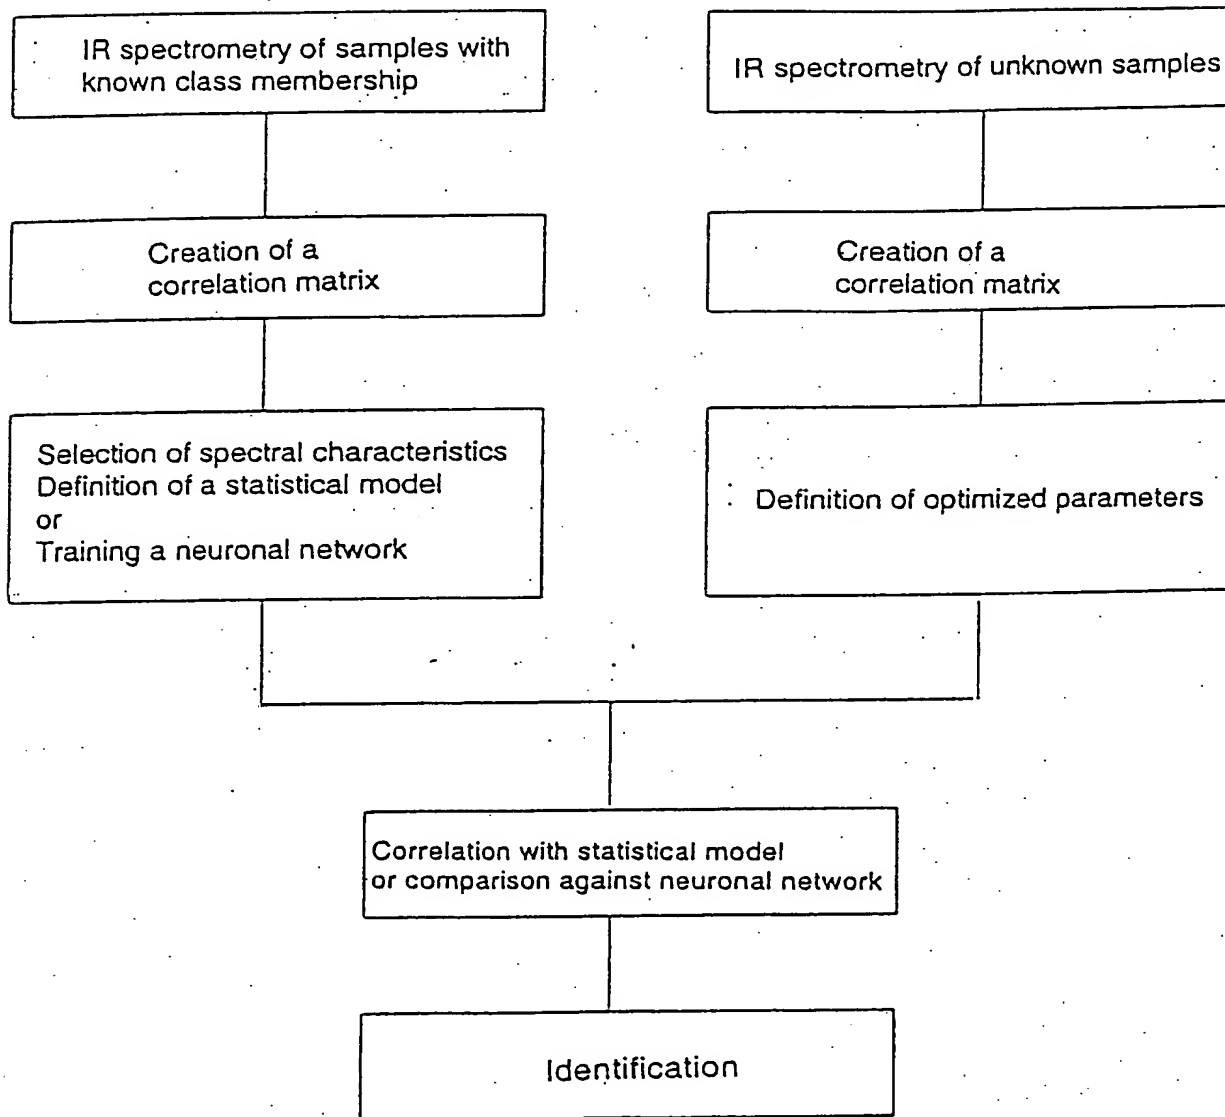 IR spectrometry of samples with
known class membership
IR spectrometry of unknown samples
Creation of a
correlation matrix
Creation of a
correlation matrix
Selection of spectral characteristics
Definition of a statistical model
or
Training a neuronal network
Definition of optimized parameters
Correlation with statistical model
or comparison against neuronal network
Identification